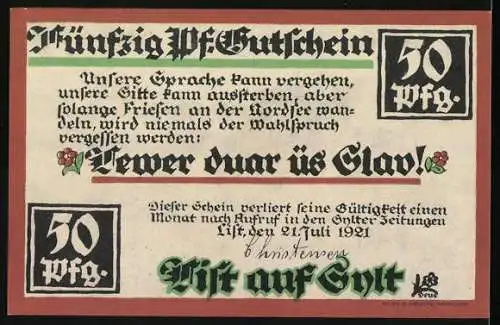 Fünfzig Pf. Gutschein
50
Pfg.
Unsere Sprache kann vergehen,
unsere Sitte kann aussterben, aber
solange Friesen an der Nordsee wan-
deln, wird niemals der Wahlspruch
vergessen werden:
Lewer duar üs Slav!
Dieser Schein verliert seine Gültigkeit einen
Monat nach Aufruf in den Sylter Zeitungen
List, den 21. Juli 1921
Christensen
50
Pfg.
List auf Sylt